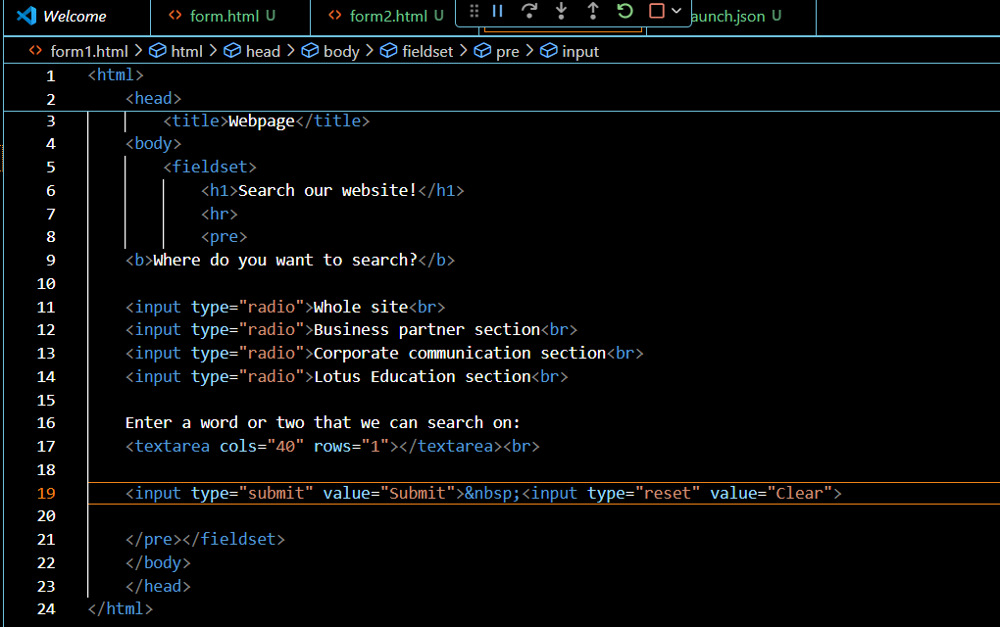 Welcome form.html U form2.html U aunch.json U
form1.html > html > head > body > fieldset > pre > input
1 <html>
2 <head>
3 <title>Webpage</title>
4 <body>
5 <fieldset>
6 <h1>Search our website!</h1>
7 <hr>
8 <pre>
9 <b>Where do you want to search?</b>
10
11 <input type="radio">Whole site<br>
12 <input type="radio">Business partner section<br>
13 <input type="radio">Corporate communication section<br>
14 <input type="radio">Lotus Education section<br>
15
16 Enter a word or two that we can search on:
17 <textarea cols="40" rows="1"></textarea><br>
18
19 <input type="submit" value="Submit">&nbsp;<input type="reset" value="Clear">
20
21 </pre></fieldset>
22 </body>
23 </head>
24 </html>